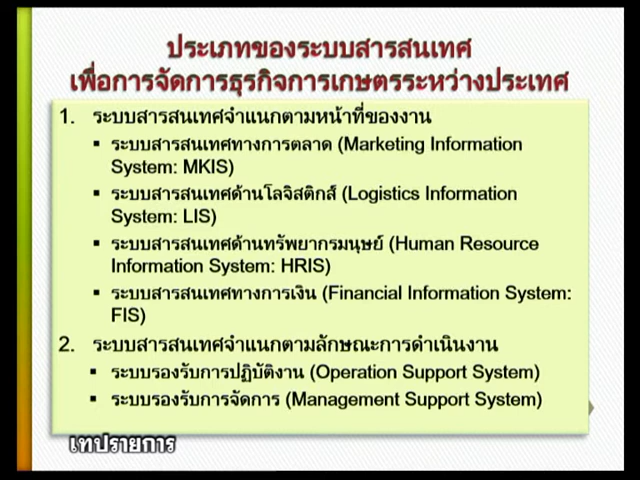 ประเภทของระบบสารสนเทศ
เพื่อการจัดการธุรกิจการเกษตรระหว่างประเทศ
1. ระบบสารสนเทศจำแนกตามหน้าที่ของงาน
▪ ระบบสารสนเทศทางการตลาด (Marketing Information
System: MKIS)
▪ ระบบสารสนเทศด้านโลจิสติกส์ (Logistics Information
System: LIS)
▪ ระบบสารสนเทศด้านทรัพยากรมนุษย์ (Human Resource
Information System: HRIS)
▪ ระบบสารสนเทศทางการเงิน (Financial Information System:
FIS)
2. ระบบสารสนเทศจำแนกตามลักษณะการดำเนินงาน
▪ ระบบรองรับการปฏิบัติงาน (Operation Support System)
▪ ระบบรองรับการจัดการ (Management Support System)
เทปรายการ